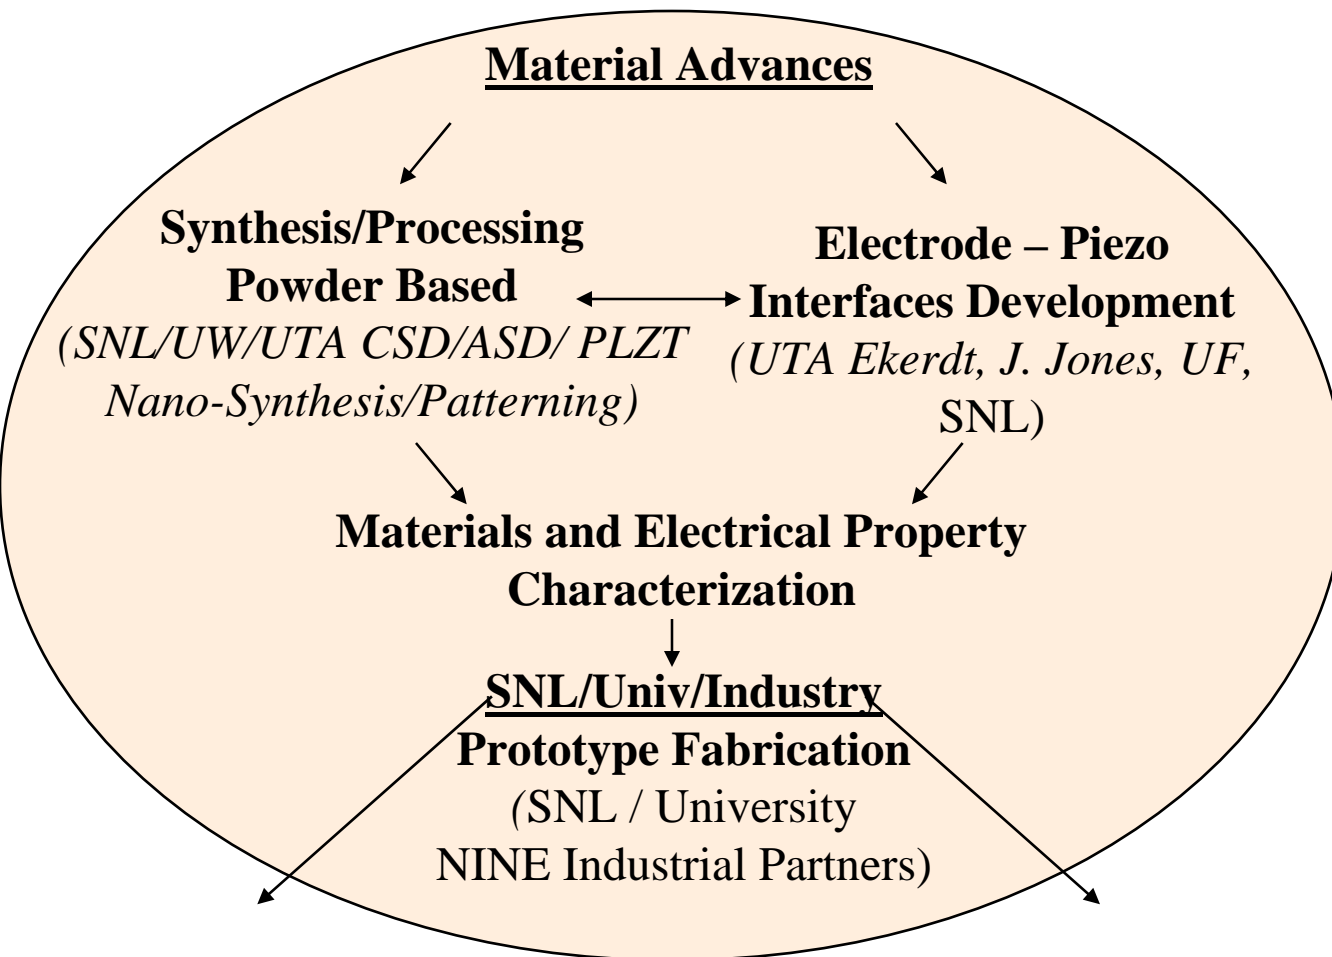 Material Advances
Synthesis/Processing
Powder Based
(SNL/UW/UTA CSD/ASD/ PLZT
Nano-Synthesis/Patterning)
Electrode – Piezo
Interfaces Development
(UTA Ekerdt, J. Jones, UF,
SNL)
Materials and Electrical Property
Characterization
SNL/Univ/Industry
Prototype Fabrication
(SNL / University
NINE Industrial Partners)